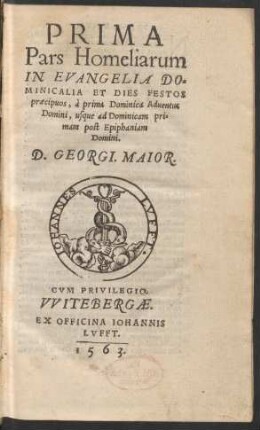 PRIMA
Pars Homeliarum
IN EVANGELIA DO-
MINICALIA ET DIES FESTOS
præcipuos, à prima Dominica Aduentus
Domini, usque ad Dominicam pri-
mam post Epiphaniam
Domini.
D. GEORGI. MAIOR.
IOHANNES LVFFT.
CVM PRIVILEGIO.
VVITEBERGÆ.
EX OFFICINA IOHANNIS
LVFFT.
1563.